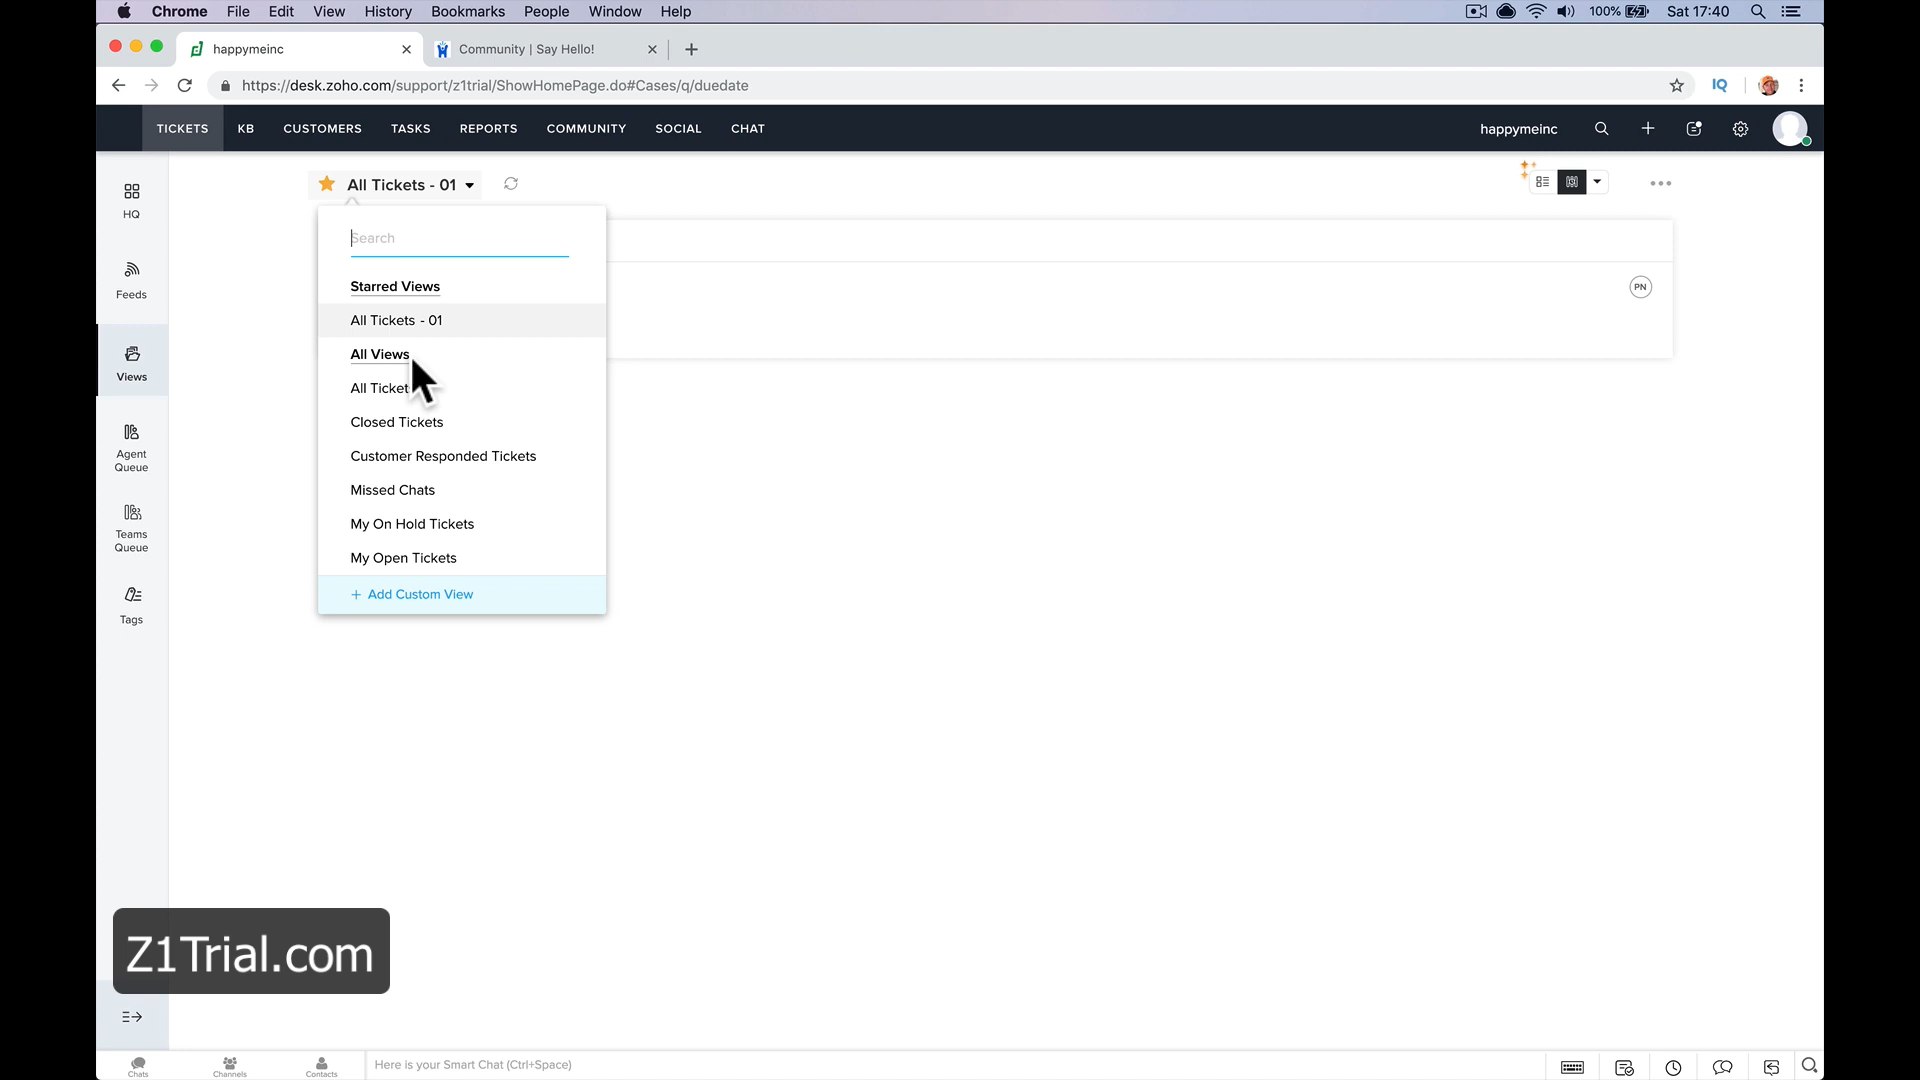 Chrome File Edit View History Bookmarks People Window Help 100% Sat 17:40
happymeinc Community | Say Hello!
https://desk.zoho.com/support/z1trial/ShowHomePage.do#Cases/q/duedate IQ
TICKETS KB CUSTOMERS TASKS REPORTS COMMUNITY SOCIAL CHAT happymeinc
All Tickets - 01
HQ
Feeds
Views
Agent
Queue
Teams
Queue
Tags
Search
Starred Views
All Tickets - 01
All Views
All Ticket
Closed Tickets
Customer Responded Tickets
Missed Chats
My On Hold Tickets
My Open Tickets
+ Add Custom View
PN
Z1Trial.com
Chats Channels Contacts Here is your Smart Chat (Ctrl+Space)